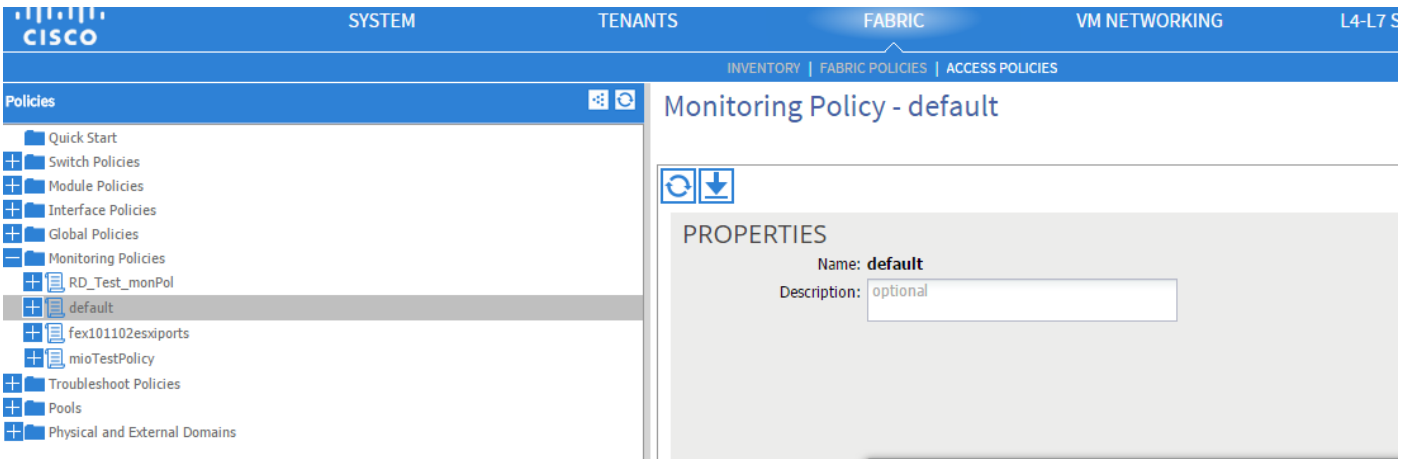 CISCO
SYSTEM TENANTS FABRIC VM NETWORKING L4-L7 S
INVENTORY | FABRIC POLICIES | ACCESS POLICIES
Policies
Monitoring Policy - default
Quick Start
Switch Policies
Module Policies
Interface Policies
Global Policies
Monitoring Policies
RD_Test_monPol
default
fex101102esxiports
mioTestPolicy
Troubleshoot Policies
Pools
Physical and External Domains
PROPERTIES
Name: default
Description: optional